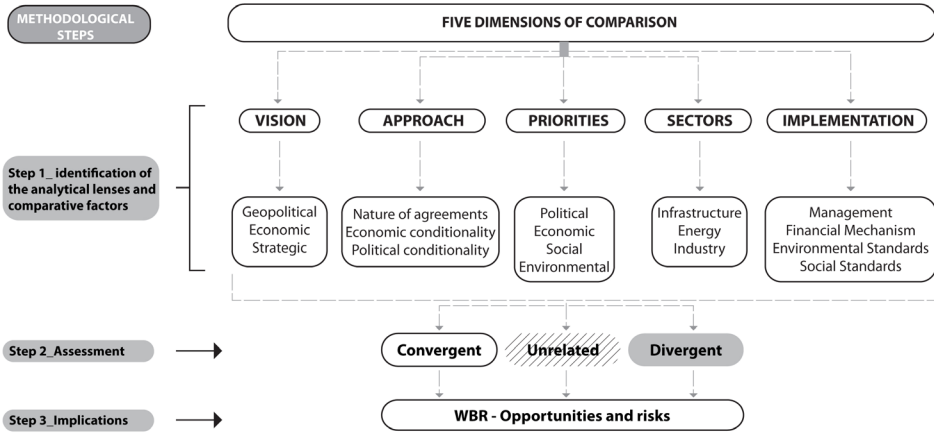 METHODOLOGICAL
STEPS
FIVE DIMENSIONS OF COMPARISON
VISION
APPROACH
PRIORITIES
SECTORS
IMPLEMENTATION
Step 1_ identification of
the analytical lenses and
comparative factors
Geopolitical
Economic
Strategic
Nature of agreements
Economic conditionality
Political conditionality
Political
Economic
Social
Environmental
Infrastructure
Energy
Industry
Management
Financial Mechanism
Environmental Standards
Social Standards
Step 2_Assessment
Convergent
Unrelated
Divergent
Step 3_Implications
WBR - Opportunities and risks